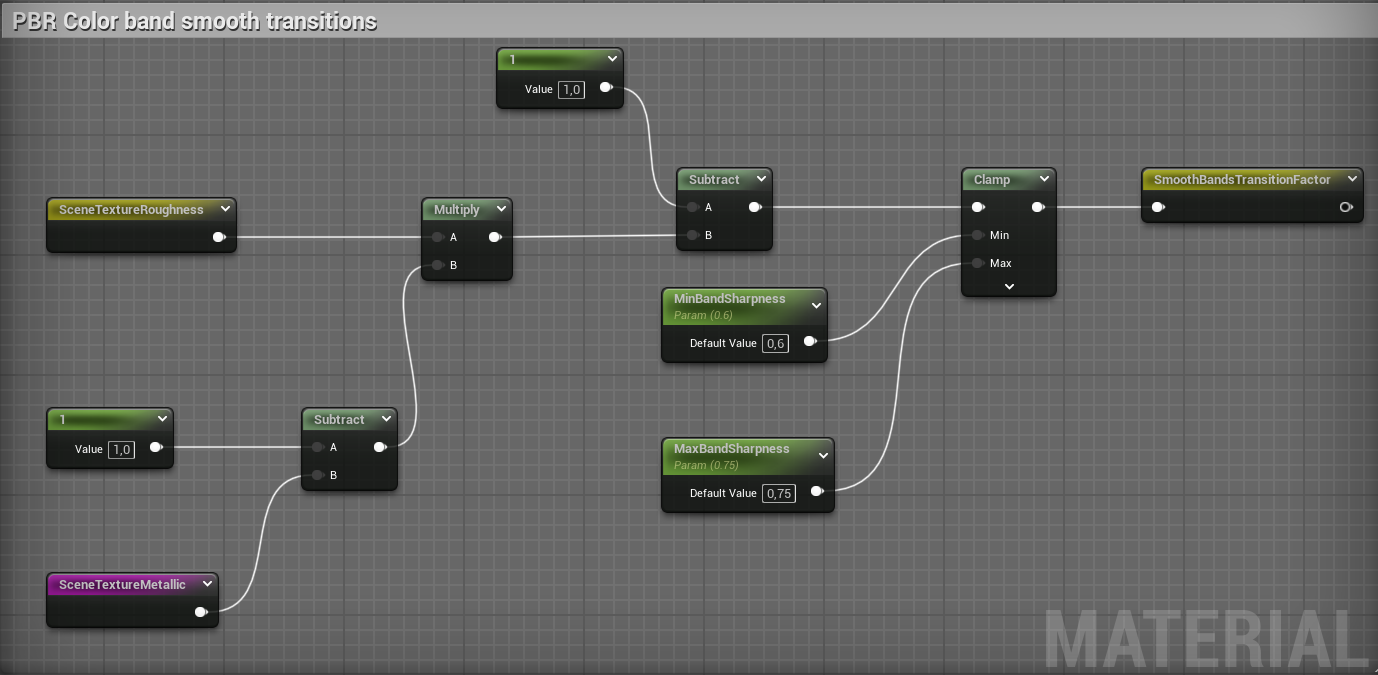 PBR Color band smooth transitions
1
Value 1,0
Subtract
A
B
Clamp
Min
Max
SmoothBandsTransitionFactor
SceneTextureRoughness
Multiply
A
B
MinBandSharpness
Param (0.6)
Default Value 0,6
1
Value 1,0
Subtract
A
B
MaxBandSharpness
Param (0.75)
Default Value 0,75
SceneTextureMetallic
MATERIAL